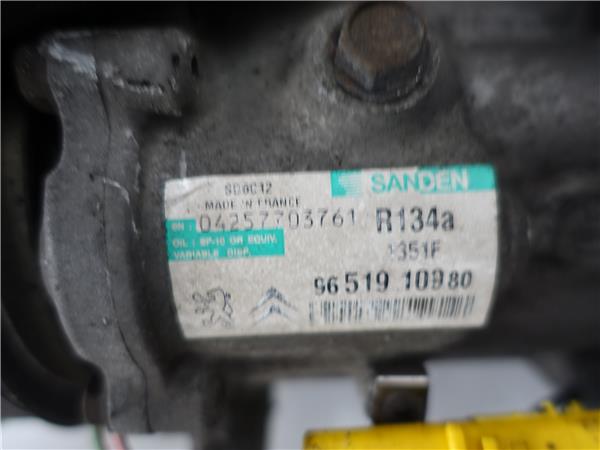 SD6C12
SANDEN
MADE IN FRANCE
SN: 04257703761
R134a
OIL: SP-10 OR EQUIV.
1351F
VARIABLE DISP.
96 519 109 80